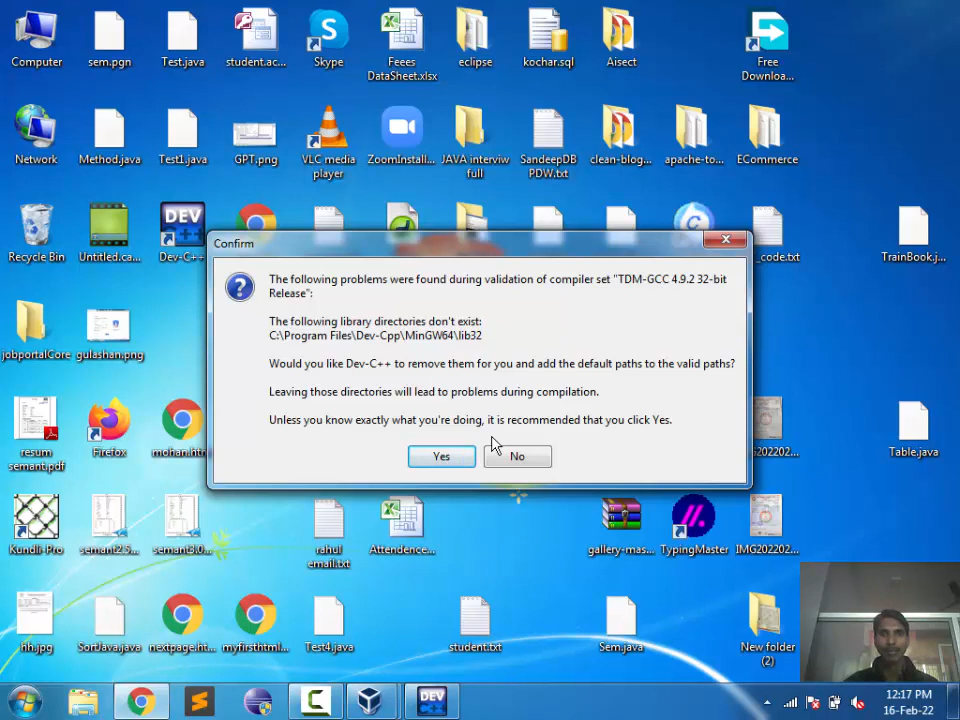 Computer
sem.pgn
Test.java
student.ac...
Skype
Feees
DataSheet.xlsx
eclipse
kochar.sql
Aisect
Free
Downloa...
Network
Method.java
Test1.java
GPT.png
VLC media
player
ZoomInstall...
JAVA interviw
full
SandeepDB
PDW.txt
clean-blog...
apache-to...
ECommerce
Recycle Bin
Untitled.ca...
DEV
C++
Dev-C++
_code.txt
TrainBook.j...
Confirm
The following problems were found during validation of compiler set "TDM-GCC 4.9.2 32-bit
Release":
The following library directories don't exist:
C:\Program Files\Dev-Cpp\MinGW64\lib32
Would you like Dev-C++ to remove them for you and add the default paths to the valid paths?
Leaving those directories will lead to problems during compilation.
Unless you know exactly what you're doing, it is recommended that you click Yes.
Yes
No
jobportalCore
gulashan.png
resum
semant.pdf
Firefox
mohan.htm...
IMG202202...
Table.java
Kundli-Pro
semant2.5...
semant3.0...
rahul
email.txt
Attendence...
gallery-mas...
TypingMaster
IMG202202...
hh.jpg
SortJava.java
nextpage.ht...
myfirsthtml...
Test4.java
student.txt
Sem.java
New folder
(2)
DEV
C++
12:17 PM
16-Feb-22